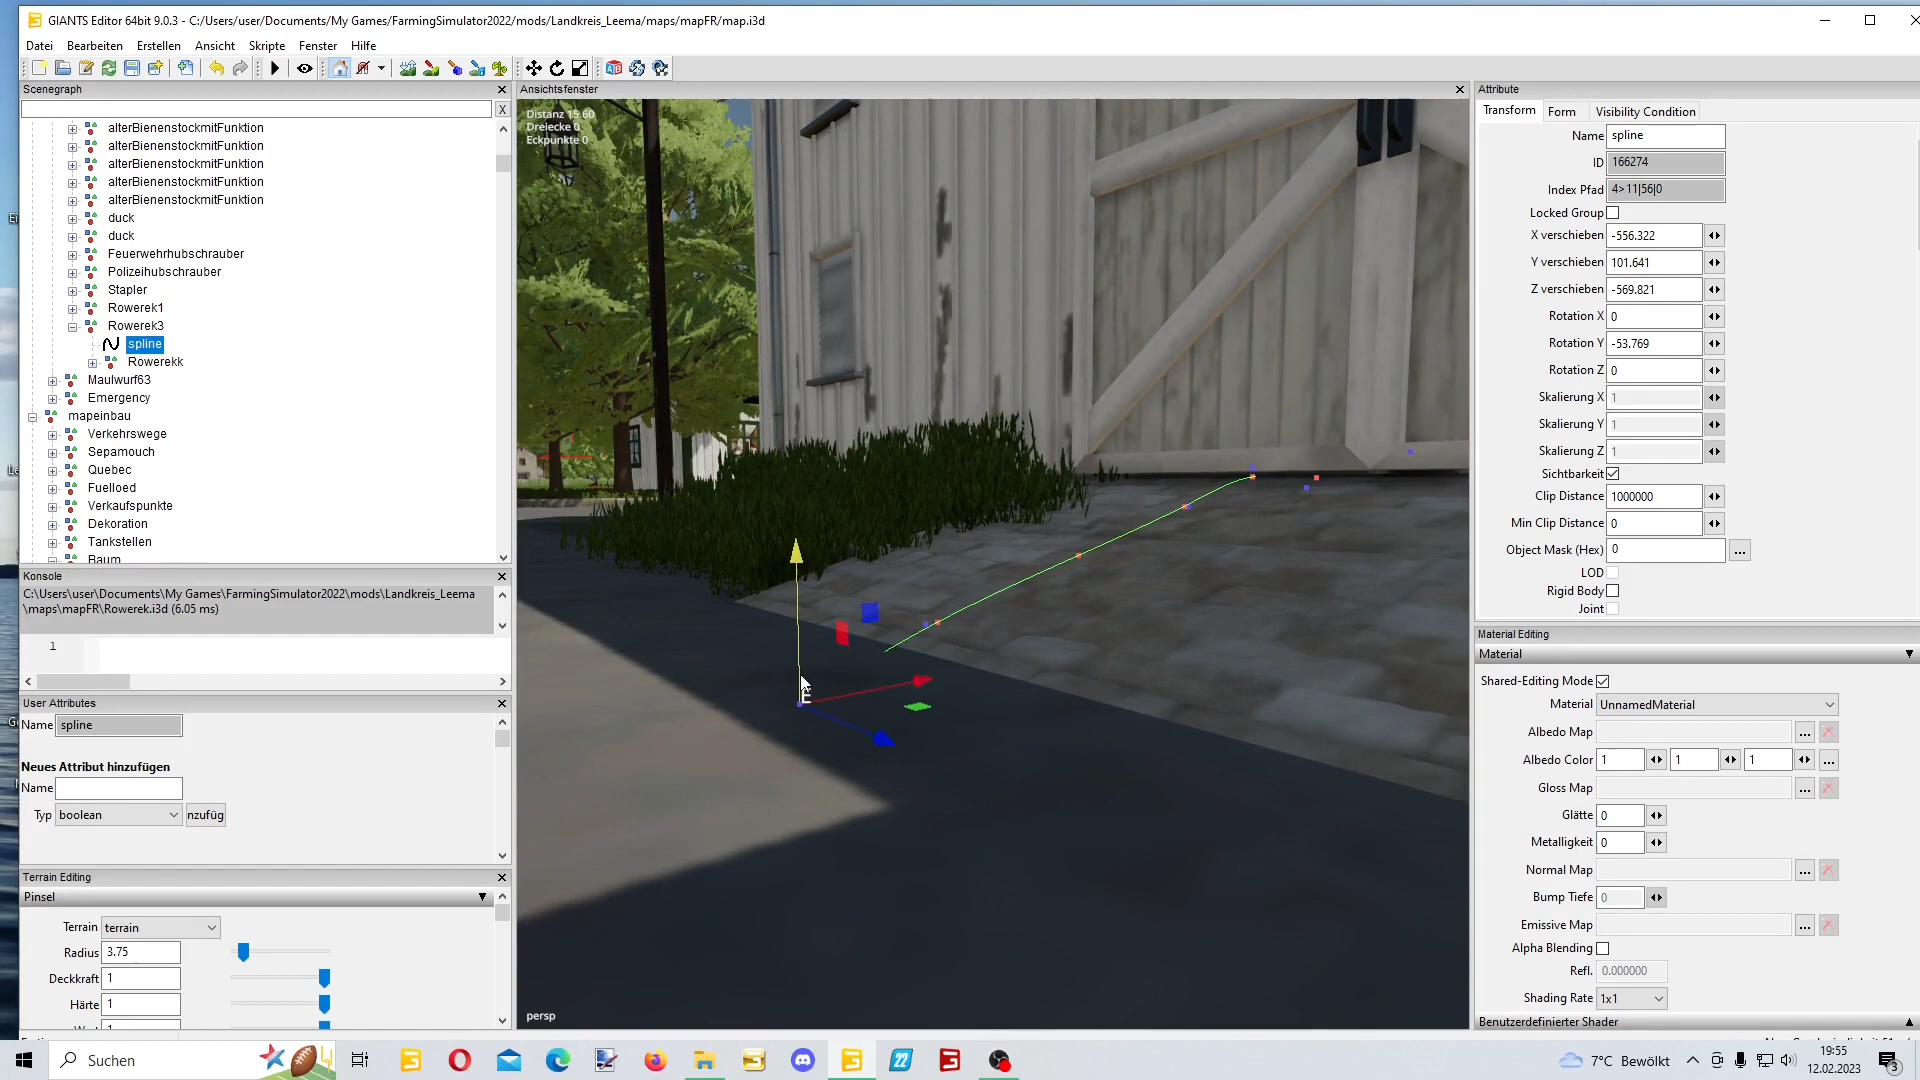 GIANTS Editor 64bit 9.0.3 - C:/Users/user/Documents/My Games/FarmingSimulator2022/mods/Landkreis_Leema/maps/mapFR/map.i3d
Datei Bearbeiten Erstellen Ansicht Skripte Fenster Hilfe
Scenegraph
X
alterBienenstockmitFunktion
alterBienenstockmitFunktion
alterBienenstockmitFunktion
alterBienenstockmitFunktion
alterBienenstockmitFunktion
duck
duck
Feuerwehrhubschrauber
Polizeihubschrauber
Stapler
Rowerek1
Rowerek3
spline
Rowerekk
Maulwurf63
Emergency
mapeinbau
Verkehrswege
Sepamouch
Quebec
Fuelloed
Verkaufspunkte
Dekoration
Tankstellen
Baum
Konsole
C:\Users\user\Documents\My Games\FarmingSimulator2022\mods\Landkreis_Leema
\maps\mapFR\Rowerek.i3d (6.05 ms)
1
User Attributes
Name spline
Neues Attribut hinzufügen
Name
Typ boolean nzufüg
Terrain Editing
Pinsel
Terrain terrain
Radius 3.75
Deckkraft 1
Härte 1
Ansichtsfenster
Distanz 15.60
Dreiecke 0
Eckpunkte 0
E
persp
Attribute
Transform Form Visibility Condition
Name spline
ID 166274
Index Pfad 4>11|56|0
Locked Group
X verschieben -556.322
Y verschieben 101.641
Z verschieben -569.821
Rotation X 0
Rotation Y -53.769
Rotation Z 0
Skalierung X 1
Skalierung Y 1
Skalierung Z 1
Sichtbarkeit
Clip Distance 1000000
Min Clip Distance 0
Object Mask (Hex) 0 ...
LOD
Rigid Body
Joint
Material Editing
Material
Shared-Editing Mode
Material UnnamedMaterial
Albedo Map ...
Albedo Color 1 1 1 ...
Gloss Map ...
Glätte 0
Metalligkeit 0
Normal Map ...
Bump Tiefe 0
Emissive Map ...
Alpha Blending
Refl. 0.000000
Shading Rate 1x1
Benutzerdefinierter Shader
Suchen
22
7°C Bewölkt
19:55
12.02.2023
3